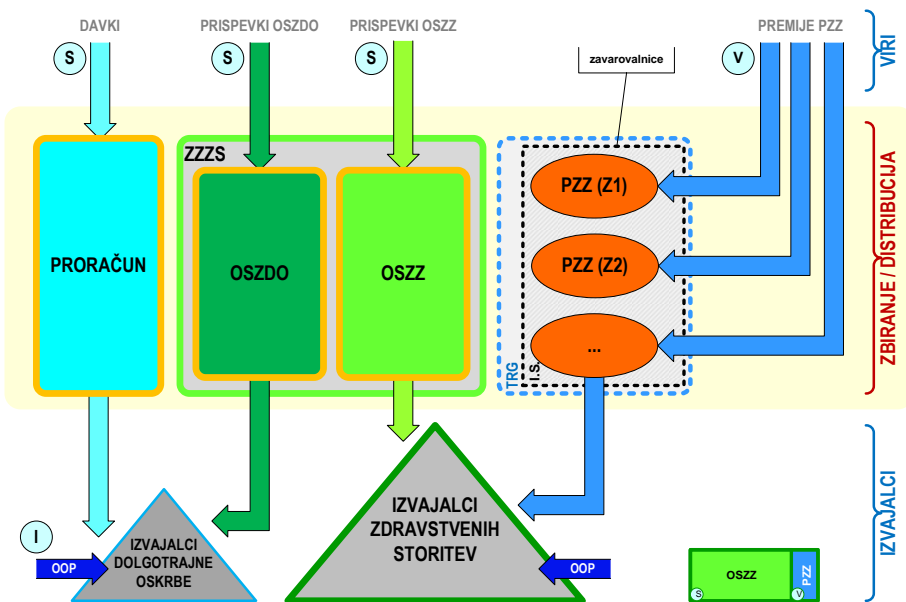 DAVKI
PRISPEVKI OSZDO
PRISPEVKI OSZZ
PREMIJE PZZ
S
S
S
V
zavarovalnice
VIRI
ZZZS
PRORAČUN
OSZDO
OSZZ
PZZ (Z1)
PZZ (Z2)
...
TRG
I.S.
ZBIRANJE / DISTRIBUCIJA
I
OOP
IZVAJALCI
DOLGOTRAJNE
OSKRBE
IZVAJALCI
ZDRAVSTVENIH
STORITEV
OOP
OSZZ
S
PZZ
V
IZVAJALCI